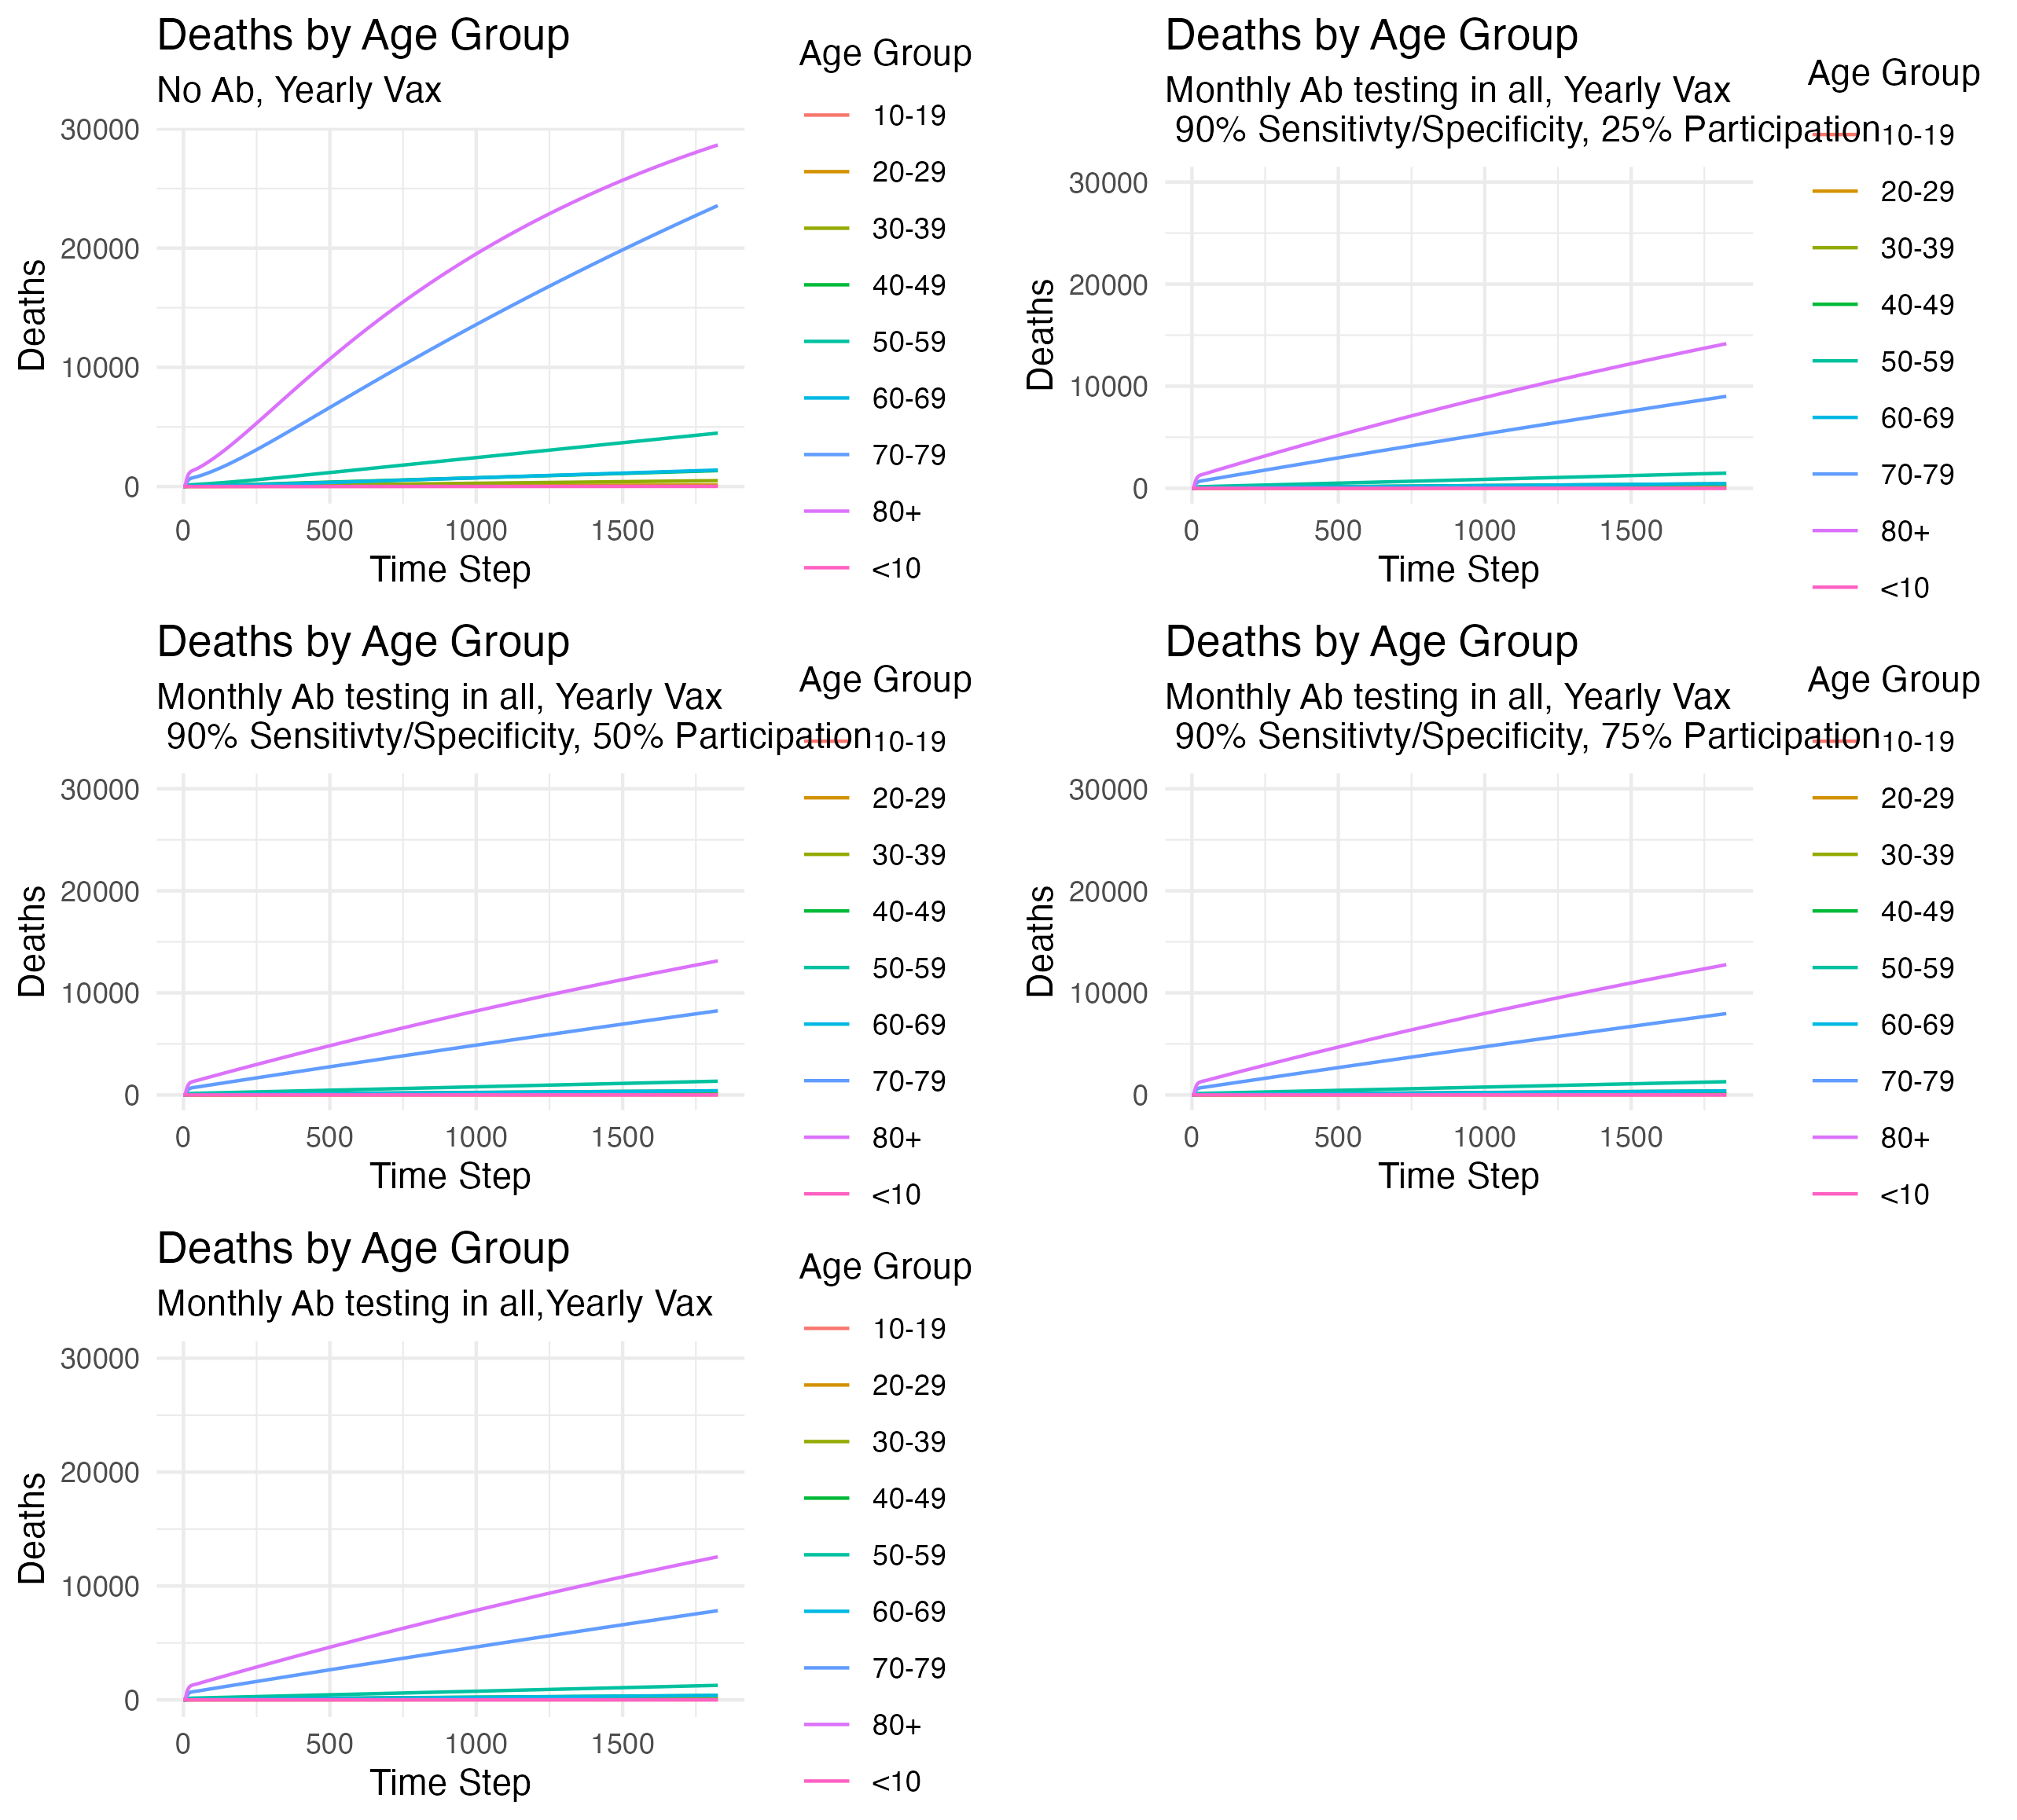 Deaths by Age Group
No Ab, Yearly Vax
30000
20000
10000
0
Deaths
0 500 1000 1500
Time Step
Age Group
10-19
20-29
30-39
40-49
50-59
60-69
70-79
80+
<10
Deaths by Age Group
Monthly Ab testing in all, Yearly Vax
90% Sensitivty/Specificity, 25% Participation
30000
20000
10000
0
Deaths
0 500 1000 1500
Time Step
Age Group
10-19
20-29
30-39
40-49
50-59
60-69
70-79
80+
<10
Deaths by Age Group
Monthly Ab testing in all, Yearly Vax
90% Sensitivty/Specificity, 50% Participation
30000
20000
10000
0
Deaths
0 500 1000 1500
Time Step
Age Group
10-19
20-29
30-39
40-49
50-59
60-69
70-79
80+
<10
Deaths by Age Group
Monthly Ab testing in all, Yearly Vax
90% Sensitivty/Specificity, 75% Participation
30000
20000
10000
0
Deaths
0 500 1000 1500
Time Step
Age Group
10-19
20-29
30-39
40-49
50-59
60-69
70-79
80+
<10
Deaths by Age Group
Monthly Ab testing in all,Yearly Vax
30000
20000
10000
0
Deaths
0 500 1000 1500
Time Step
Age Group
10-19
20-29
30-39
40-49
50-59
60-69
70-79
80+
<10